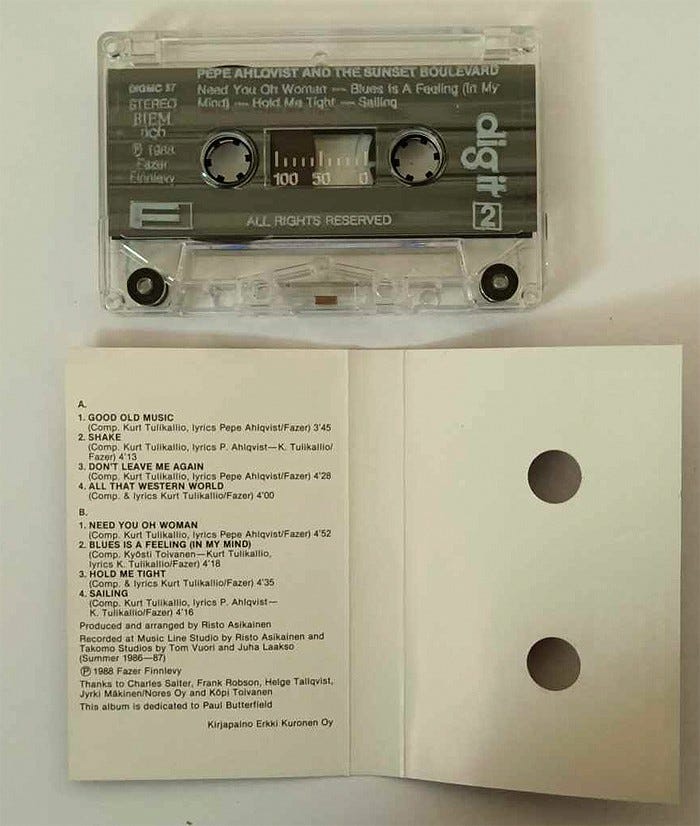 PEPE AHLQVIST AND THE SUNSET BOULEVARD
DIGMC 57
Need You Oh Woman — Blues Is A Feeling (In My
STEREO
Mind) — Hold Me Tight — Sailing
BIEM
ncb
℗ 1988
Fazer
Finnlevy
100 50 0
dig it
2
F
ALL RIGHTS RESERVED
A.
1. GOOD OLD MUSIC
(Comp. Kurt Tulikallio, lyrics Pepe Ahlqvist/Fazer) 3'45
2. SHAKE
(Comp. Kurt Tulikallio, lyrics P. Ahlqvist—K. Tulikallio/
Fazer) 4'13
3. DON'T LEAVE ME AGAIN
(Comp. Kurt Tulikallio, lyrics Pepe Ahlqvist/Fazer) 4'28
4. ALL THAT WESTERN WORLD
(Comp. & lyrics Kurt Tulikallio/Fazer) 4'00
B.
1. NEED YOU OH WOMAN
(Comp. Kurt Tulikallio, lyrics Pepe Ahlqvist/Fazer) 4'52
2. BLUES IS A FEELING (IN MY MIND)
(Comp. Kyösti Toivanen—Kurt Tulikallio,
lyrics K. Tulikallio/Fazer) 4'18
3. HOLD ME TIGHT
(Comp. & lyrics Kurt Tulikallio/Fazer) 4'35
4. SAILING
(Comp. Kurt Tulikallio, lyrics P. Ahlqvist—
K. Tulikallio/Fazer) 4'16
Produced and arranged by Risto Asikainen
Recorded at Music Line Studio by Risto Asikainen and
Takomo Studios by Tom Vuori and Juha Laakso
(Summer 1986—87)
℗ 1988 Fazer Finnlevy
Thanks to Charles Salter, Frank Robson, Helge Tallqvist,
Jyrki Mäkinen/Nores Oy and Köpi Toivanen
This album is dedicated to Paul Butterfield
Kirjapaino Erkki Kuronen Oy